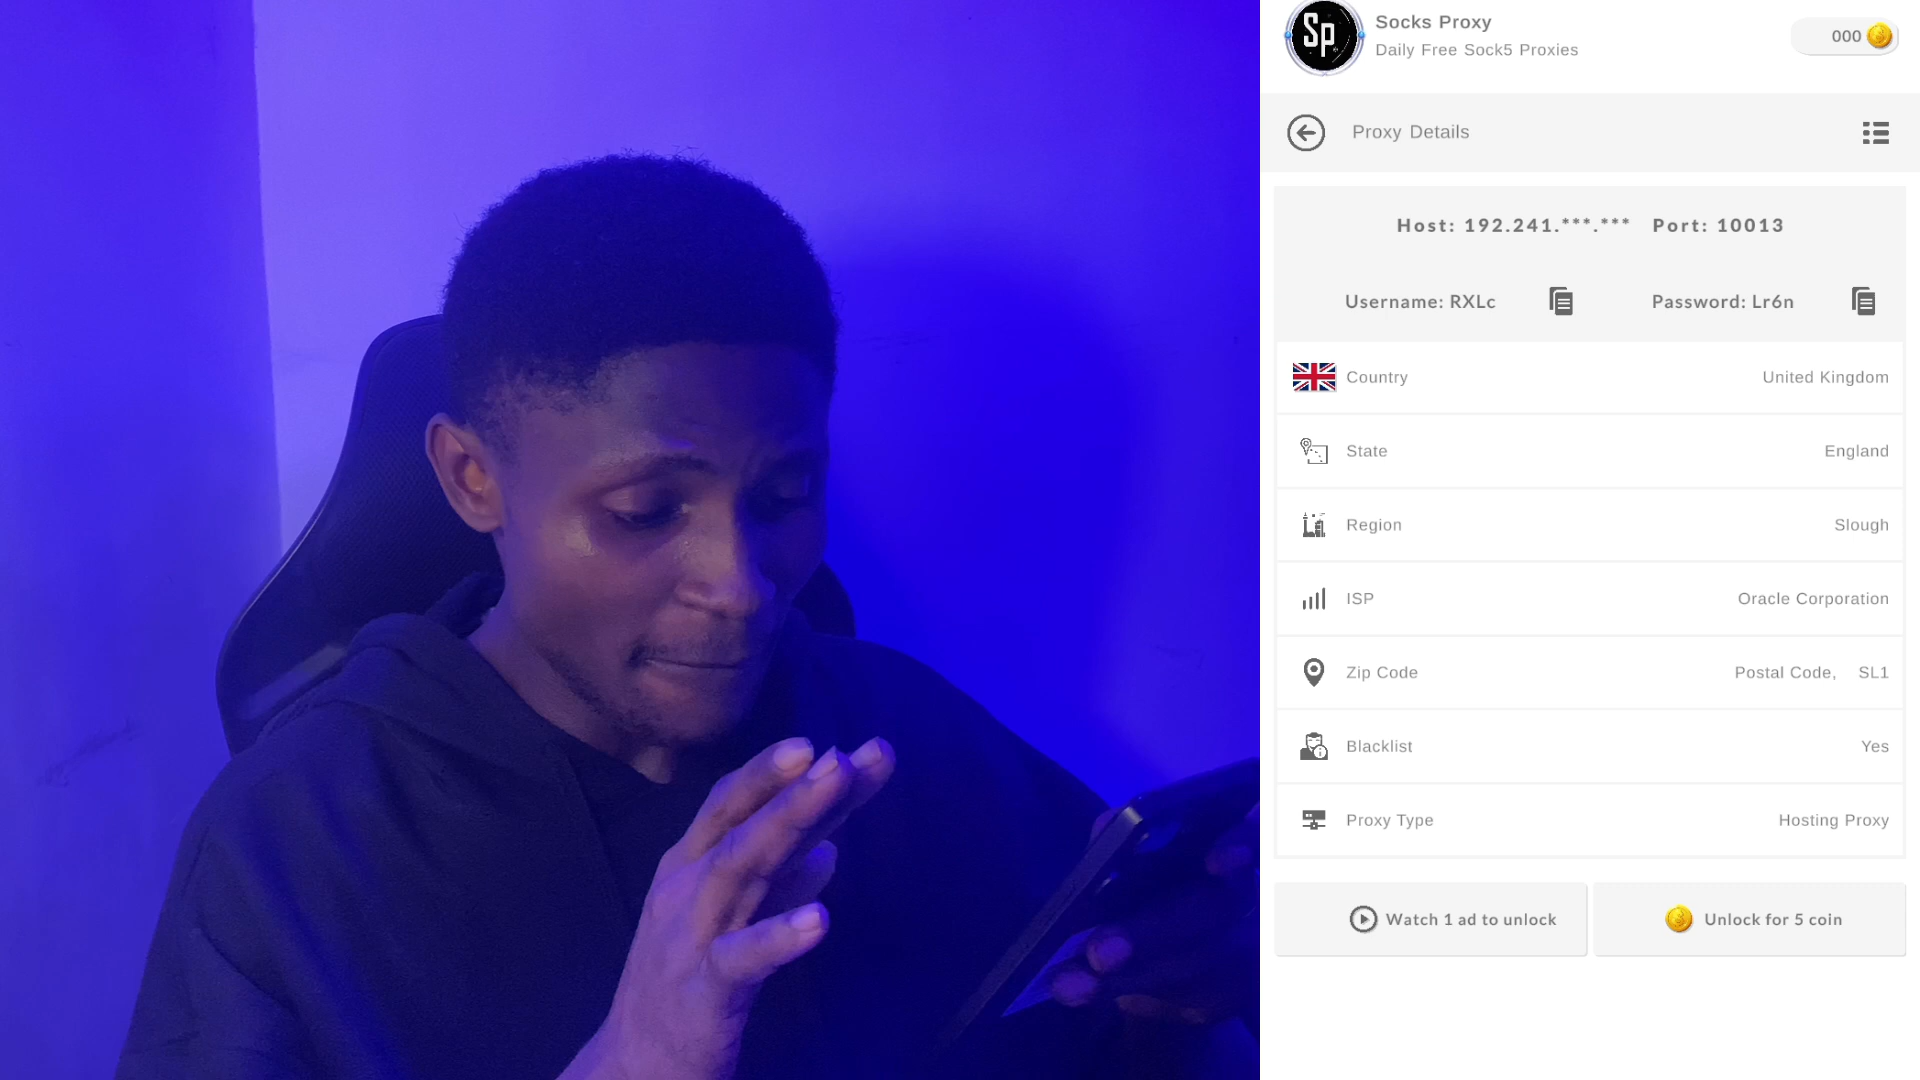 Sp
Socks Proxy
Daily Free Sock5 Proxies
000
Proxy Details
Host: 192.241.***.*** Port: 10013
Username: RXLc Password: Lr6n
Country United Kingdom
State England
Region Slough
ISP Oracle Corporation
Zip Code Postal Code, SL1
Blacklist Yes
Proxy Type Hosting Proxy
Watch 1 ad to unlock Unlock for 5 coin